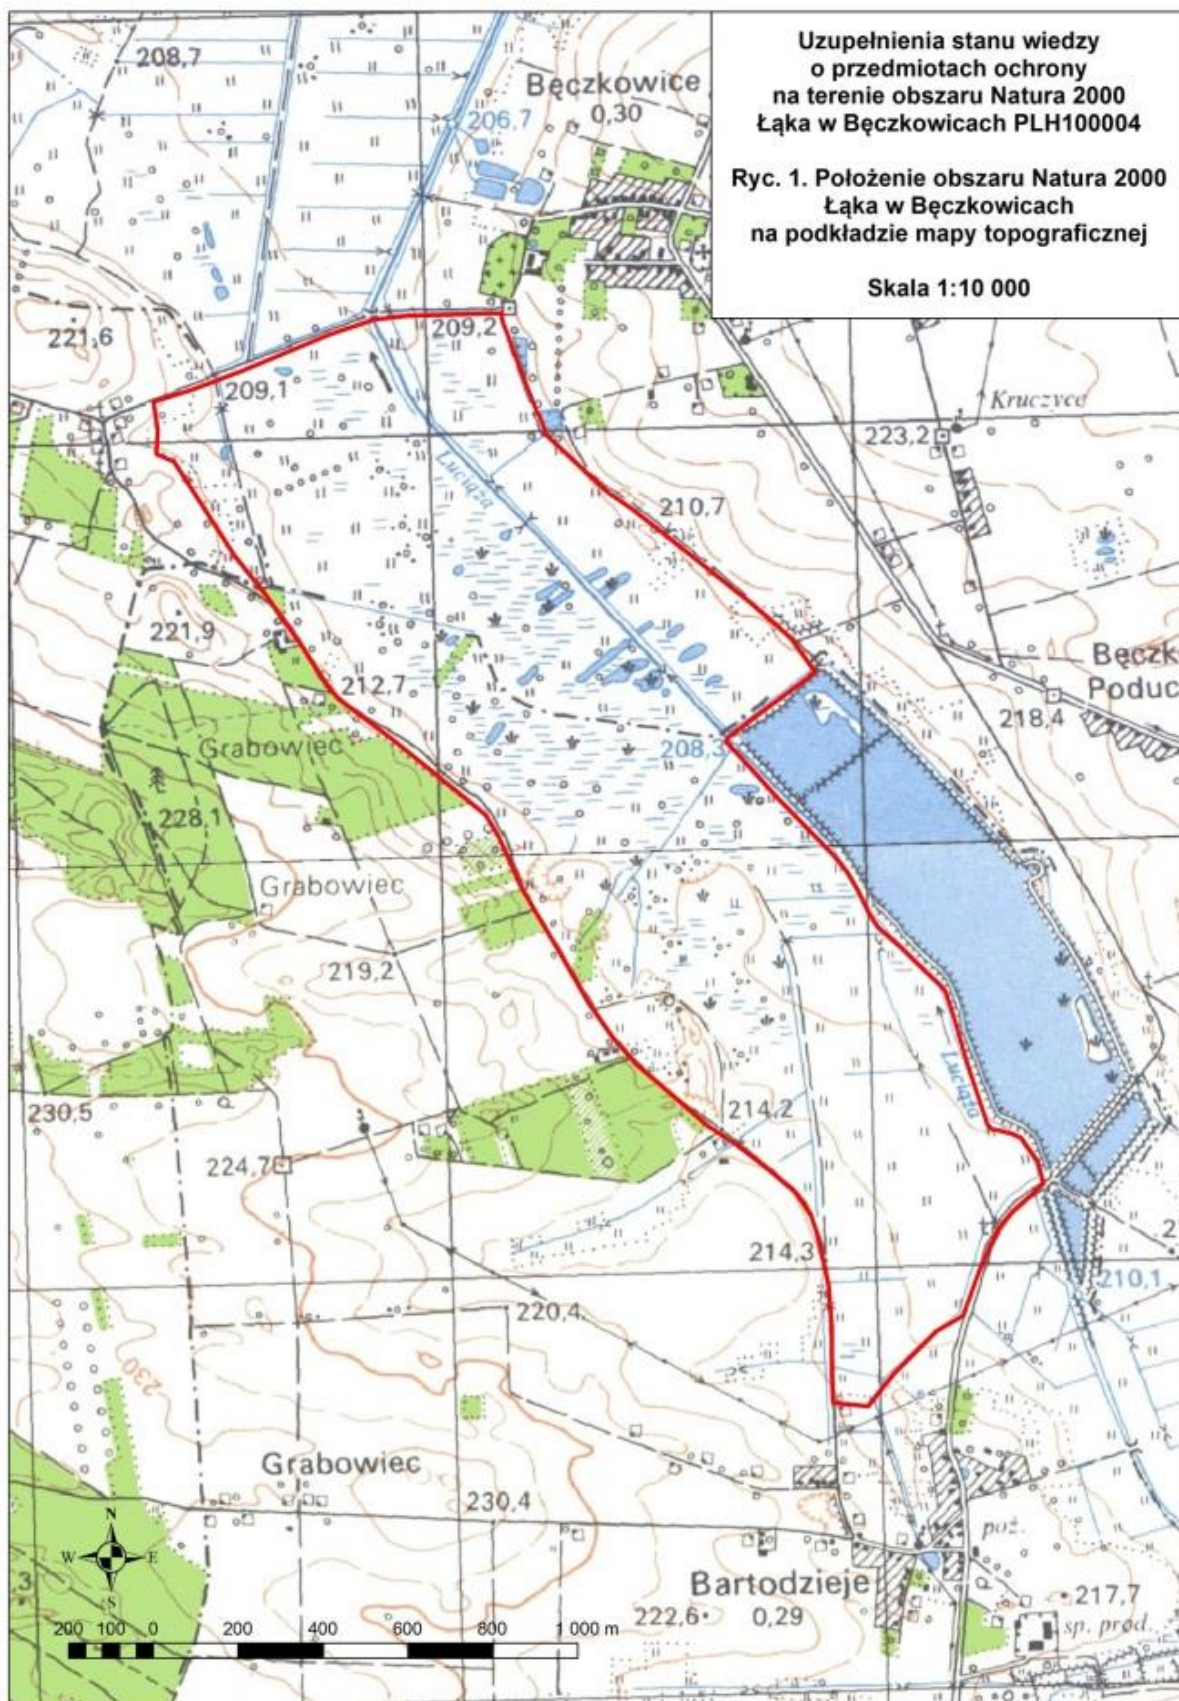 Uzupełnienia stanu wiedzy
o przedmiotach ochrony
na terenie obszaru Natura 2000
Łąka w Bęczkowicach PLH100004
Ryc. 1. Położenie obszaru Natura 2000
Łąka w Bęczkowicach
na podkładzie mapy topograficznej
Skala 1:10 000
208,7
Bęczkowice
0,30
206,7
221,6
209,2
209,1
Kruczyce
223,2
Luciąża
210,7
221,9
212,7
Bęczk
Poduc
218,4
Grabowiec
208,3
228,1
Grabowiec
219,2
Luciąża
230,5
214,2
224,7
214,3
2
210,1
220,4
230
Grabowiec
230,4
N
W
E
S
poż.
,3
Bartodzieje
222,6
0,29
217,7
sp. prod.
200 100 0 200 400 600 800 1 000 m